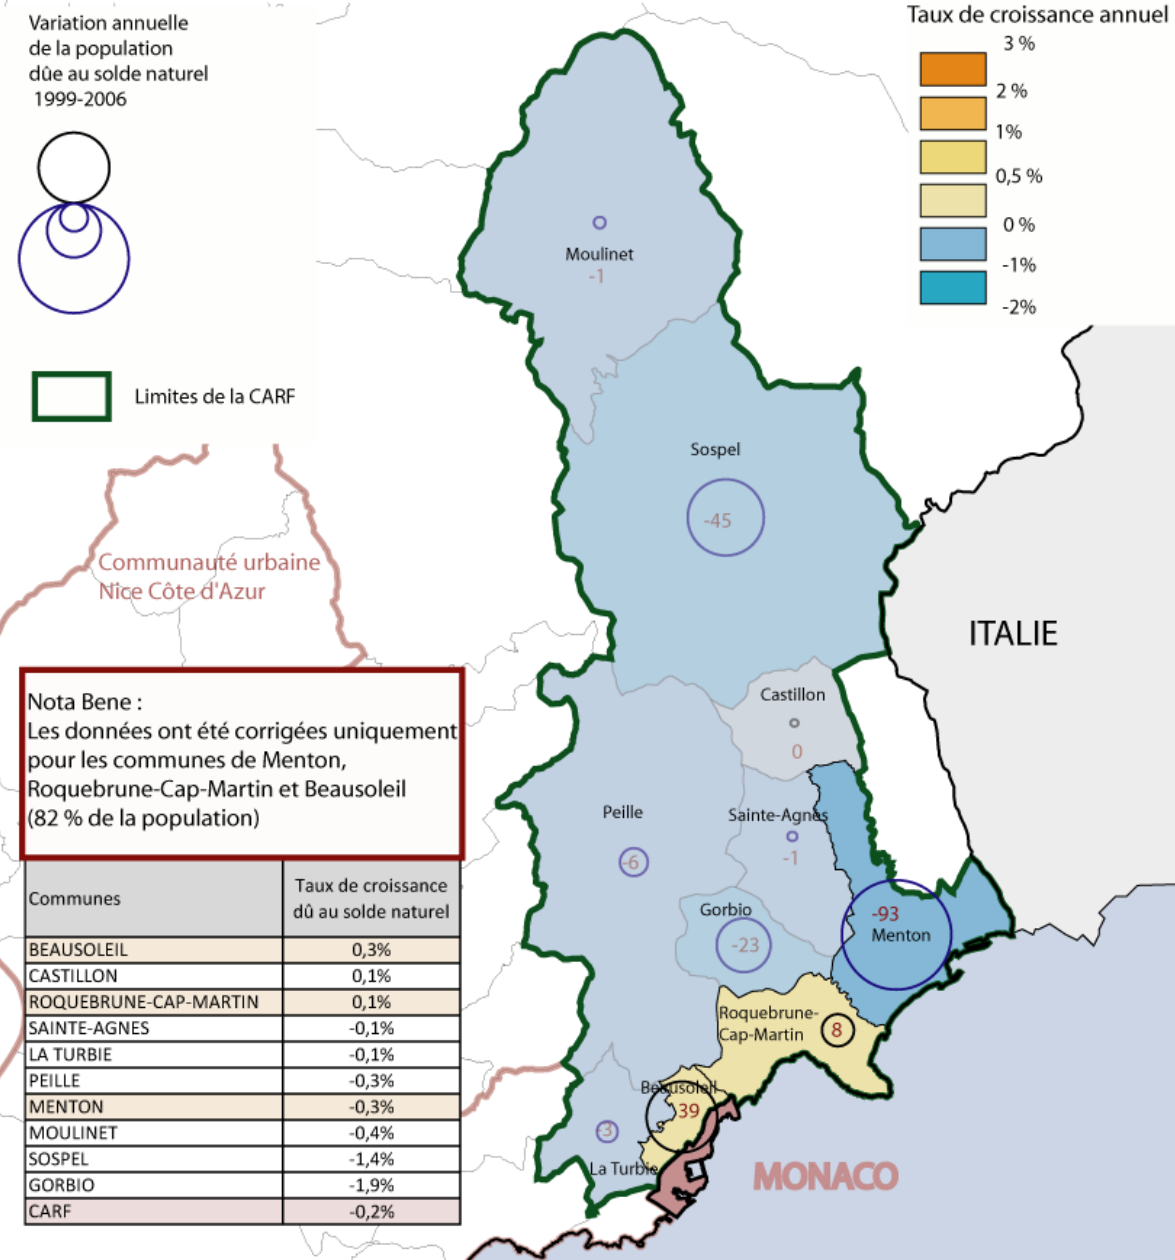 Variation annuelle
de la population
dûe au solde naturel
1999-2006
Limites de la CARF
Taux de croissance annuel
3 %
2 %
1%
0,5 %
0 %
-1%
-2%
Moulinet
-1
Sospel
-45
Communauté urbaine
Nice Côte d'Azur
ITALIE
Castillon
0
Nota Bene :
Les données ont été corrigées uniquement
pour les communes de Menton,
Roquebrune-Cap-Martin et Beausoleil
(82 % de la population)
Peille
-6
Sainte-Agnes
-1
Gorbio
-23
-93
Menton
Roquebrune-
Cap-Martin
8
Beausoleil
39
-3
La Turbie
MONACO
Communes Taux de croissance
dû au solde naturel
BEAUSOLEIL 0,3%
CASTILLON 0,1%
ROQUEBRUNE-CAP-MARTIN 0,1%
SAINTE-AGNES -0,1%
LA TURBIE -0,1%
PEILLE -0,3%
MENTON -0,3%
MOULINET -0,4%
SOSPEL -1,4%
GORBIO -1,9%
CARF -0,2%